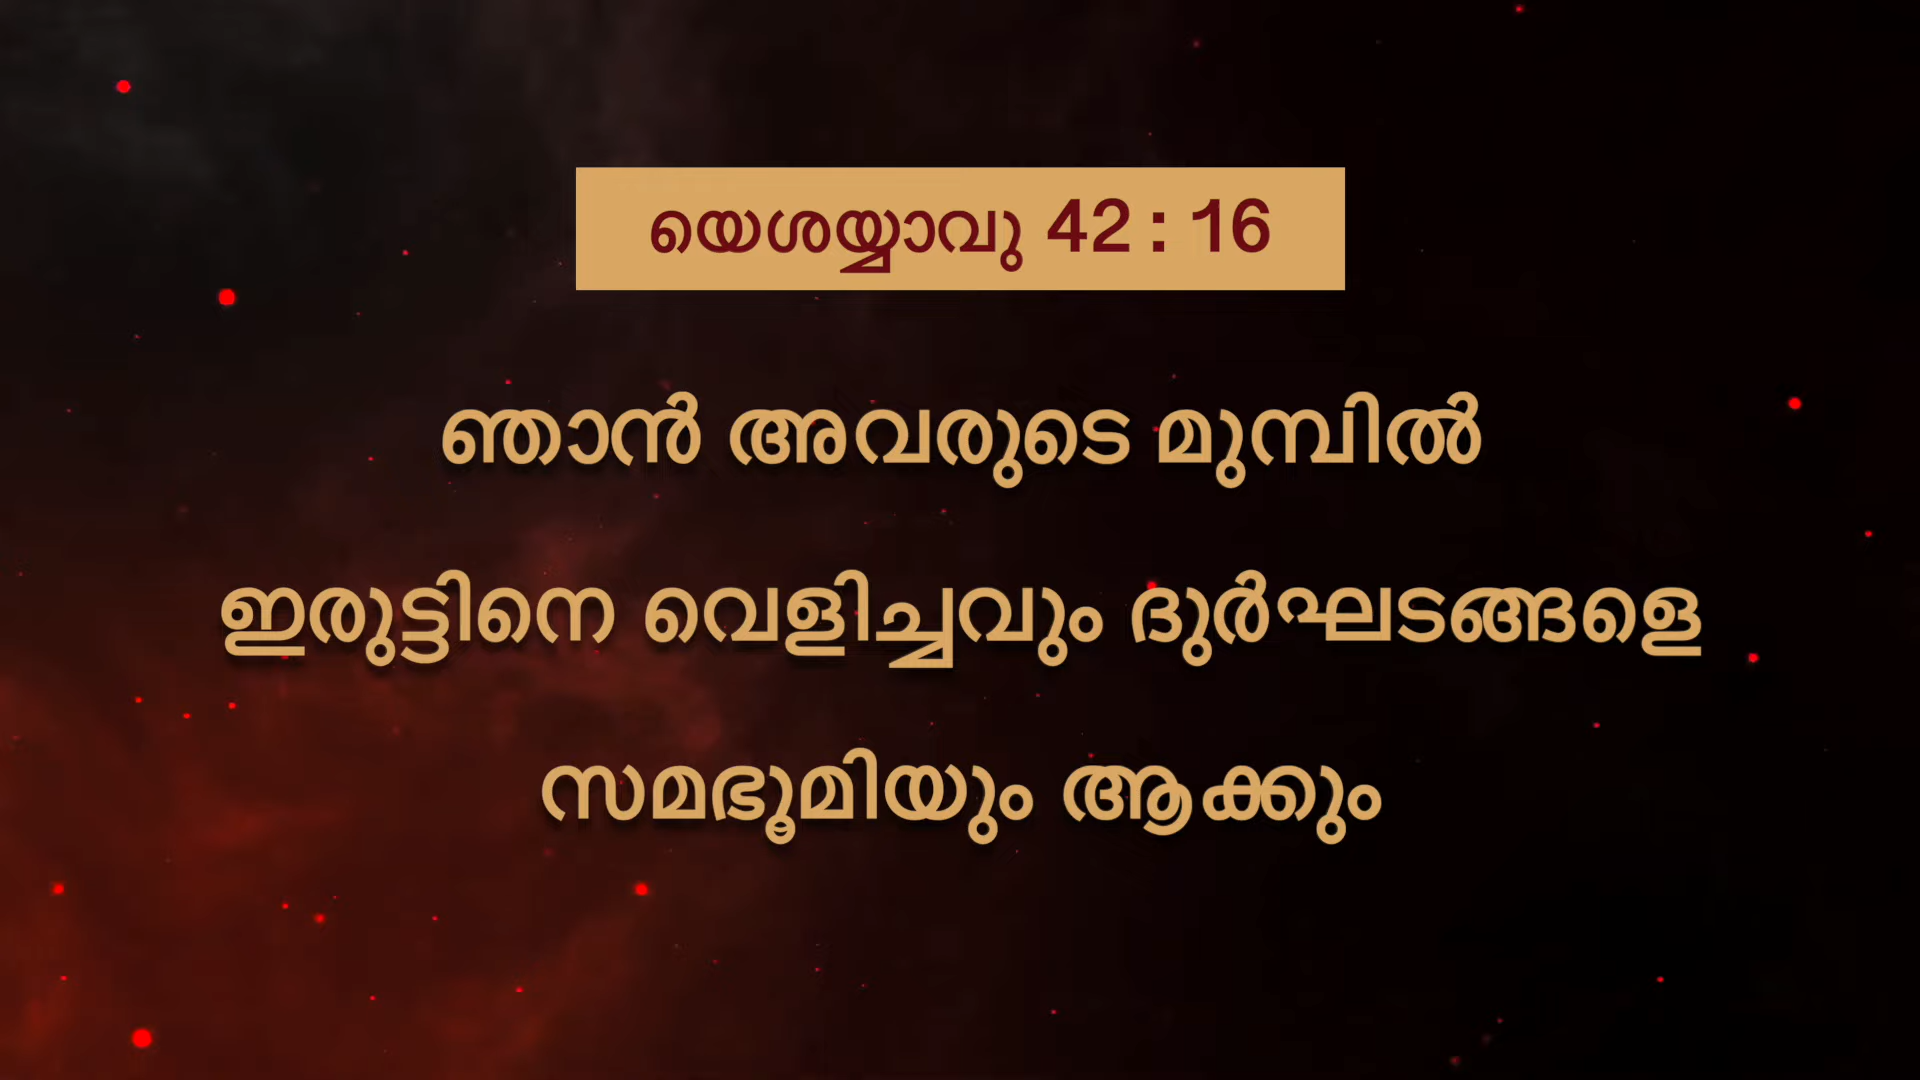 യെശയ്യാവു 42 : 16
ഞാൻ അവരുടെ മുമ്പിൽ
ഇരുട്ടിനെ വെളിച്ചവും ദുർഘടങ്ങളെ
സമഭൂമിയും ആക്കും